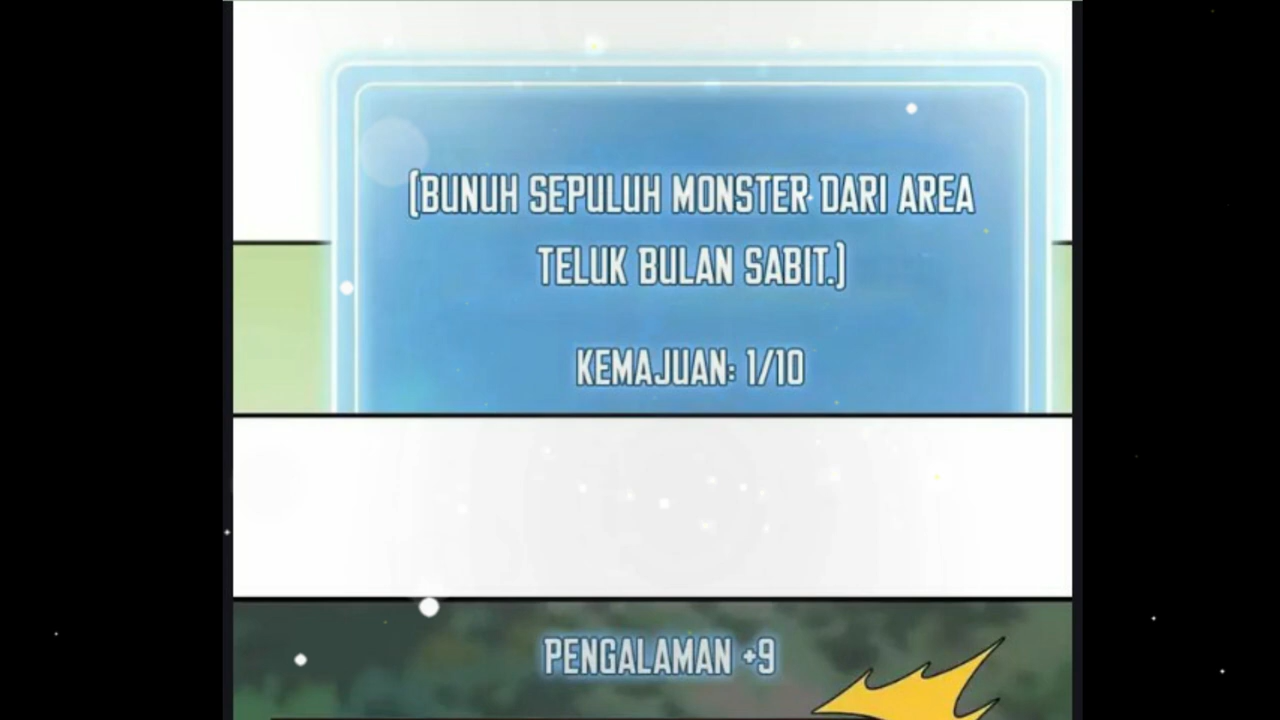 (BUNUH SEPULUH MONSTER DARI AREA
TELUK BULAN SABIT.)
KEMAJUAN: 1/10
PENGALAMAN +9